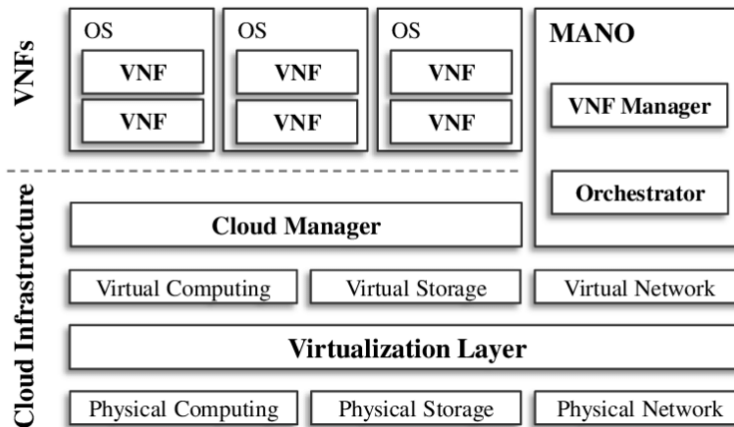 VNFs
OS
VNF
VNF
OS
VNF
VNF
OS
VNF
VNF
MANO
VNF Manager
Orchestrator
Cloud Infrastructure
Cloud Manager
Virtual Computing
Virtual Storage
Virtual Network
Virtualization Layer
Physical Computing
Physical Storage
Physical Network